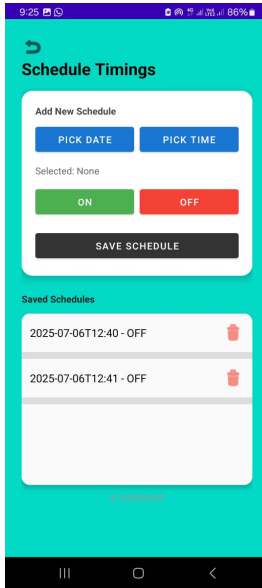 9:25 86%
Schedule Timings
Add New Schedule
PICK DATE PICK TIME
Selected: None
ON OFF
SAVE SCHEDULE
Saved Schedules
2025-07-06T12:40 - OFF
2025-07-06T12:41 - OFF